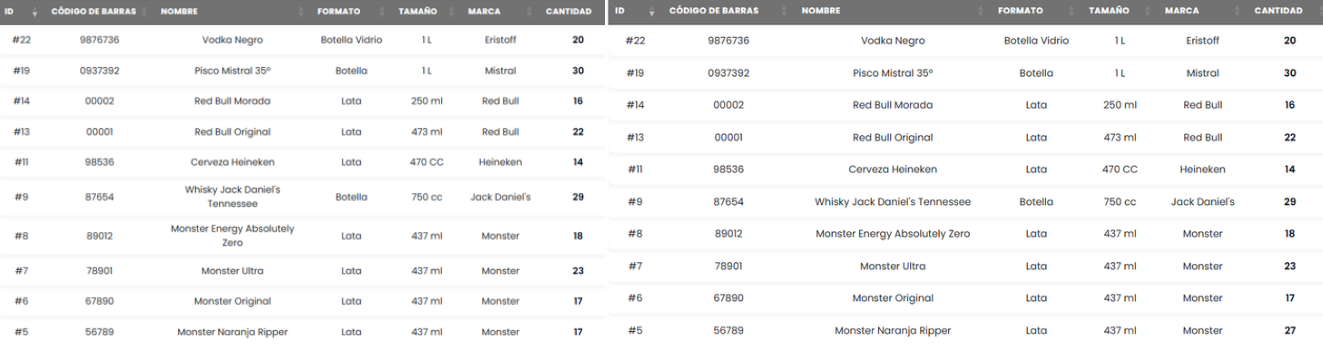 ID CÓDIGO DE BARRAS NOMBRE FORMATO TAMAÑO MARCA CANTIDAD
#22 9876736 Vodka Negro Botella Vidrio 1 L Eristoff 20
#19 0937392 Pisco Mistral 35° Botella 1 L Mistral 30
#14 00002 Red Bull Morada Lata 250 ml Red Bull 16
#13 00001 Red Bull Original Lata 473 ml Red Bull 22
#11 98536 Cerveza Heineken Lata 470 CC Heineken 14
#9 87654 Whisky Jack Daniel's Tennessee Botella 750 cc Jack Daniel's 29
#8 89012 Monster Energy Absolutely Zero Lata 437 ml Monster 18
#7 78901 Monster Ultra Lata 437 ml Monster 23
#6 67890 Monster Original Lata 437 ml Monster 17
#5 56789 Monster Naranja Ripper Lata 437 ml Monster 17
ID CÓDIGO DE BARRAS NOMBRE FORMATO TAMAÑO MARCA CANTIDAD
#22 9876736 Vodka Negro Botella Vidrio 1 L Eristoff 20
#19 0937392 Pisco Mistral 35° Botella 1 L Mistral 30
#14 00002 Red Bull Morada Lata 250 ml Red Bull 16
#13 00001 Red Bull Original Lata 473 ml Red Bull 22
#11 98536 Cerveza Heineken Lata 470 CC Heineken 14
#9 87654 Whisky Jack Daniel's Tennessee Botella 750 cc Jack Daniel's 29
#8 89012 Monster Energy Absolutely Zero Lata 437 ml Monster 18
#7 78901 Monster Ultra Lata 437 ml Monster 23
#6 67890 Monster Original Lata 437 ml Monster 17
#5 56789 Monster Naranja Ripper Lata 437 ml Monster 27